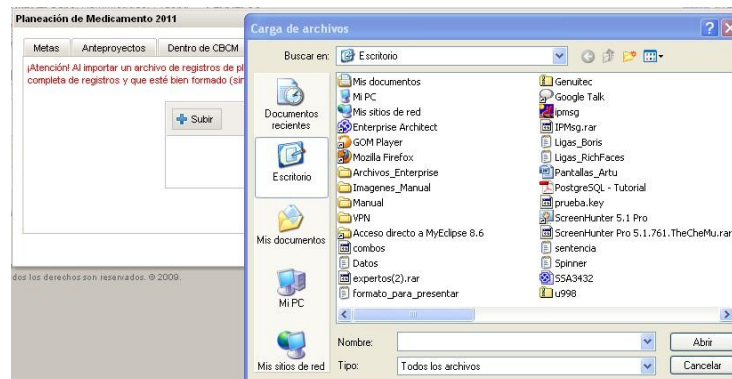 Planeación de Medicamento 2011
Metas
Anteproyectos
Dentro de CBCM
¡Atención! Al importar un archivo de registros de
completa de registros y que esté bien formado
Subir
dos los derechos son reservados. © 2009.
Carga de archivos
Buscar en:
Escritorio
Documentos recientes
Escritorio
Mis documentos
Mi PC
Mis sitios de red
Mis documentos
Mi PC
Mis sitios de red
Enterprise Architect
GOM Player
Mozilla Firefox
Archivos_Enterprise
Imagenes_Manual
Manual
VPN
Acceso directo a MyEclipse 8.6
combos
Datos
expertos(2).rar
formato_para_presentar
Genuitec
Google Talk
ipmsg
IPMsg.rar
Ligas_Boris
Ligas_RichFaces
Pantallas_Artu
PostgreSQL - Tutorial
prueba.key
ScreenHunter 5.1 Pro
ScreenHunter Pro 5.1.761.TheCheMu.rar
sentencia
Spinner
SSA3432
u998
Nombre:
Abrir
Tipo:
Todos los archivos
Cancelar